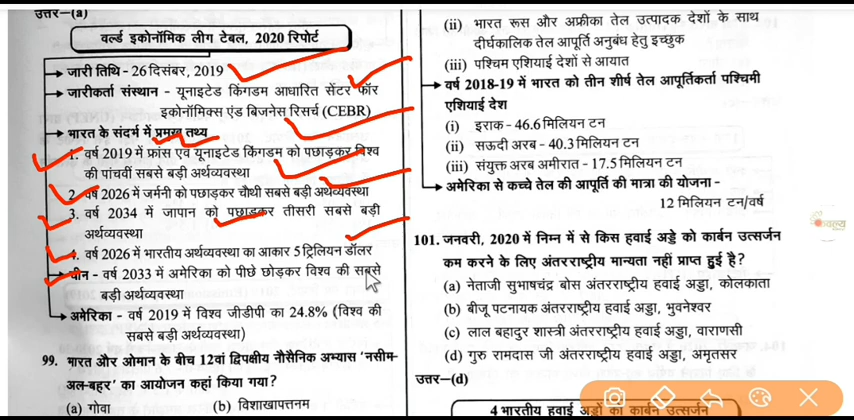 उत्तर–(a)
वर्ल्ड इकोनॉमिक लीग टेबल, 2020 रिपोर्ट
जारी तिथि - 26 दिसंबर, 2019
जारीकर्ता संस्थान - यूनाइटेड किंगडम आधारित सेंटर फॉर
इकोनॉमिक्स एंड बिजनेस रिसर्च (CEBR)
भारत के संदर्भ में प्रमुख तथ्य
1. वर्ष 2019 में फ्रांस एवं यूनाइटेड किंगडम को पछाड़कर विश्व
की पांचवीं सबसे बड़ी अर्थव्यवस्था
2. वर्ष 2026 में जर्मनी को पछाड़कर चौथी सबसे बड़ी अर्थव्यवस्था
3. वर्ष 2034 में जापान को पछाड़कर तीसरी सबसे बड़ी
अर्थव्यवस्था
4. वर्ष 2026 में भारतीय अर्थव्यवस्था का आकार 5 ट्रिलियन डॉलर
चीन - वर्ष 2033 में अमेरिका को पीछे छोड़कर विश्व की सबसे
बड़ी अर्थव्यवस्था
अमेरिका - वर्ष 2019 में विश्व जीडीपी का 24.8% (विश्व की
सबसे बड़ी अर्थव्यवस्था)
99. भारत और ओमान के बीच 12वां द्विपक्षीय नौसैनिक अभ्यास ‘नसीम-
अल-बहर’ का आयोजन कहां किया गया?
(a) गोवा (b) विशाखापत्तनम
(ii) भारत रूस और अफ्रीका तेल उत्पादक देशों के साथ
दीर्घकालिक तेल आपूर्ति अनुबंध हेतु इच्छुक
(iii) पश्चिम एशियाई देशों से आयात
वर्ष 2018-19 में भारत को तीन शीर्ष तेल आपूर्तिकर्ता पश्चिमी
एशियाई देश
(i) इराक - 46.6 मिलियन टन
(ii) सऊदी अरब - 40.3 मिलियन टन
(iii) संयुक्त अरब अमीरात - 17.5 मिलियन टन
अमेरिका से कच्चे तेल की आपूर्ति की मात्रा की योजना -
12 मिलियन टन/वर्ष
101. जनवरी, 2020 में निम्न में से किस हवाई अड्डे को कार्बन उत्सर्जन
कम करने के लिए अंतरराष्ट्रीय मान्यता नहीं प्राप्त हुई है?
(a) नेताजी सुभाषचंद्र बोस अंतरराष्ट्रीय हवाई अड्डा, कोलकाता
(b) बीजू पटनायक अंतरराष्ट्रीय हवाई अड्डा, भुवनेश्वर
(c) लाल बहादुर शास्त्री अंतरराष्ट्रीय हवाई अड्डा, वाराणसी
(d) गुरु रामदास जी अंतरराष्ट्रीय हवाई अड्डा, अमृतसर
उत्तर–(d)
4 भारतीय हवाई अड्डों को कार्बन उत्सर्जन